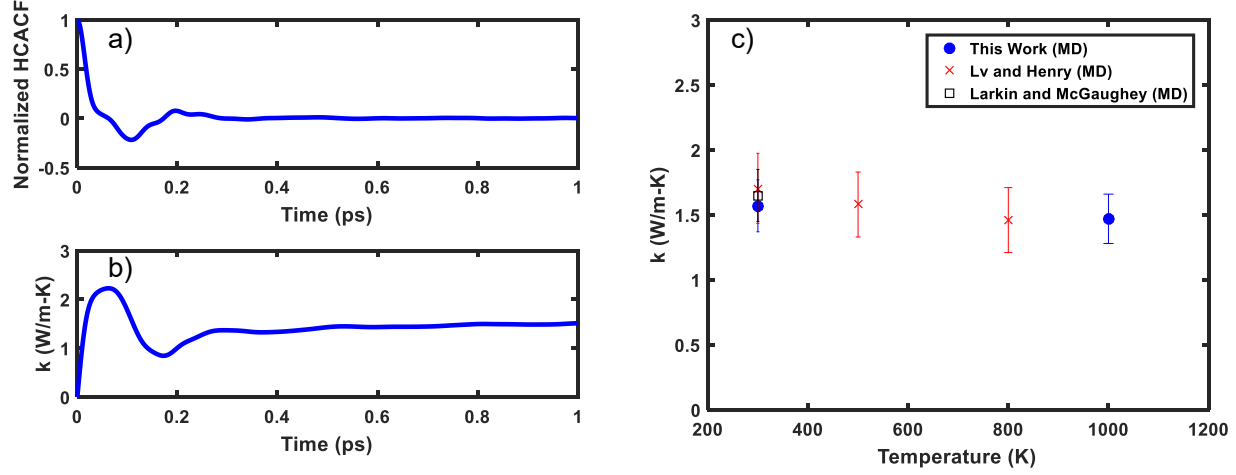 a)
Normalized HCACF
1
0.5
0
-0.5
0 0.2 0.4 0.6 0.8 1
Time (ps)
b)
k (W/m-K)
3
2
1
0
0 0.2 0.4 0.6 0.8 1
Time (ps)
c)
This Work (MD)
Lv and Henry (MD)
Larkin and McGaughey (MD)
k (W/m-K)
3
2.5
2
1.5
1
0.5
0
200 400 600 800 1000 1200
Temperature (K)